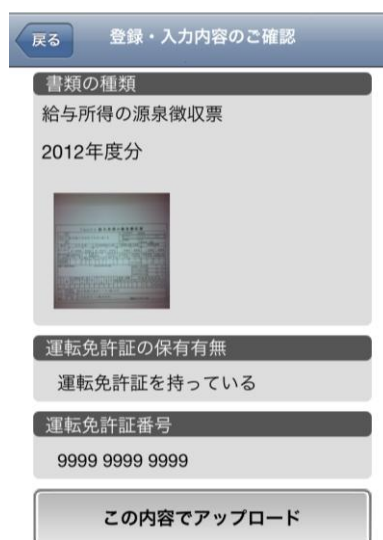 戻る
登録・入力内容のご確認
書類の種類
給与所得の源泉徴収票
2012年度分
運転免許証の保有有無
運転免許証を持っている
運転免許証番号
9999 9999 9999
この内容でアップロード